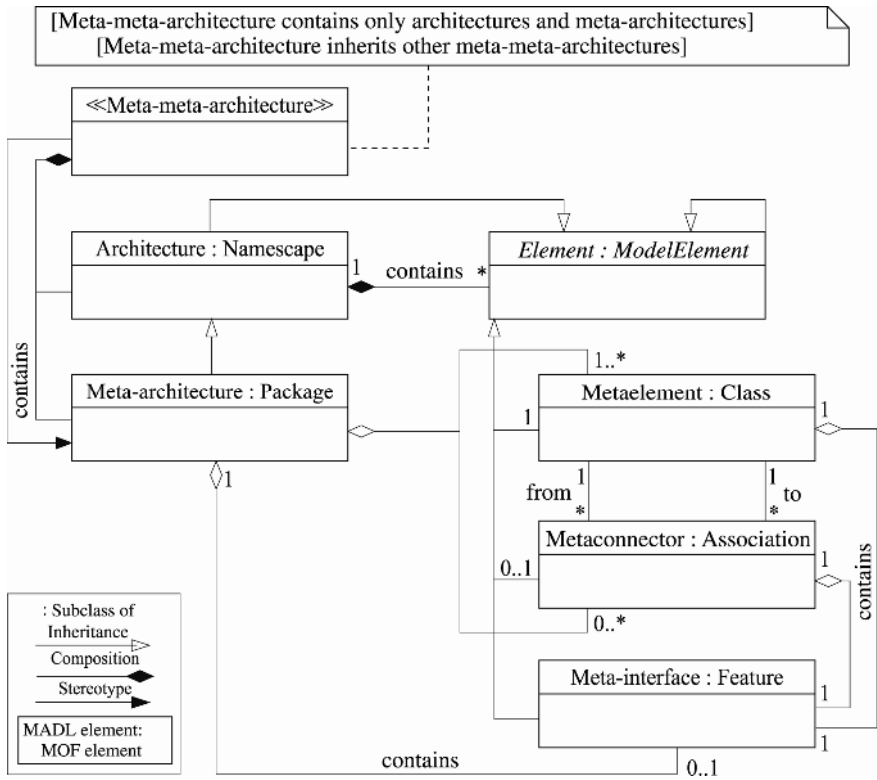 [Meta-meta-architecture contains only architectures and meta-architectures]
[Meta-meta-architecture inherits other meta-meta-architectures]
≪Meta-meta-architecture≫
Architecture : Namescape
1
contains
*
Element : ModelElement
contains
Meta-architecture : Package
1
1..*
Metaelement : Class
1
1
1
1
from
to
*
*
Metaconnector : Association
0..1
1
0..*
contains
Meta-interface : Feature
1
1
contains
0..1
: Subclass of
Inheritance
Composition
Stereotype
MADL element:
MOF element